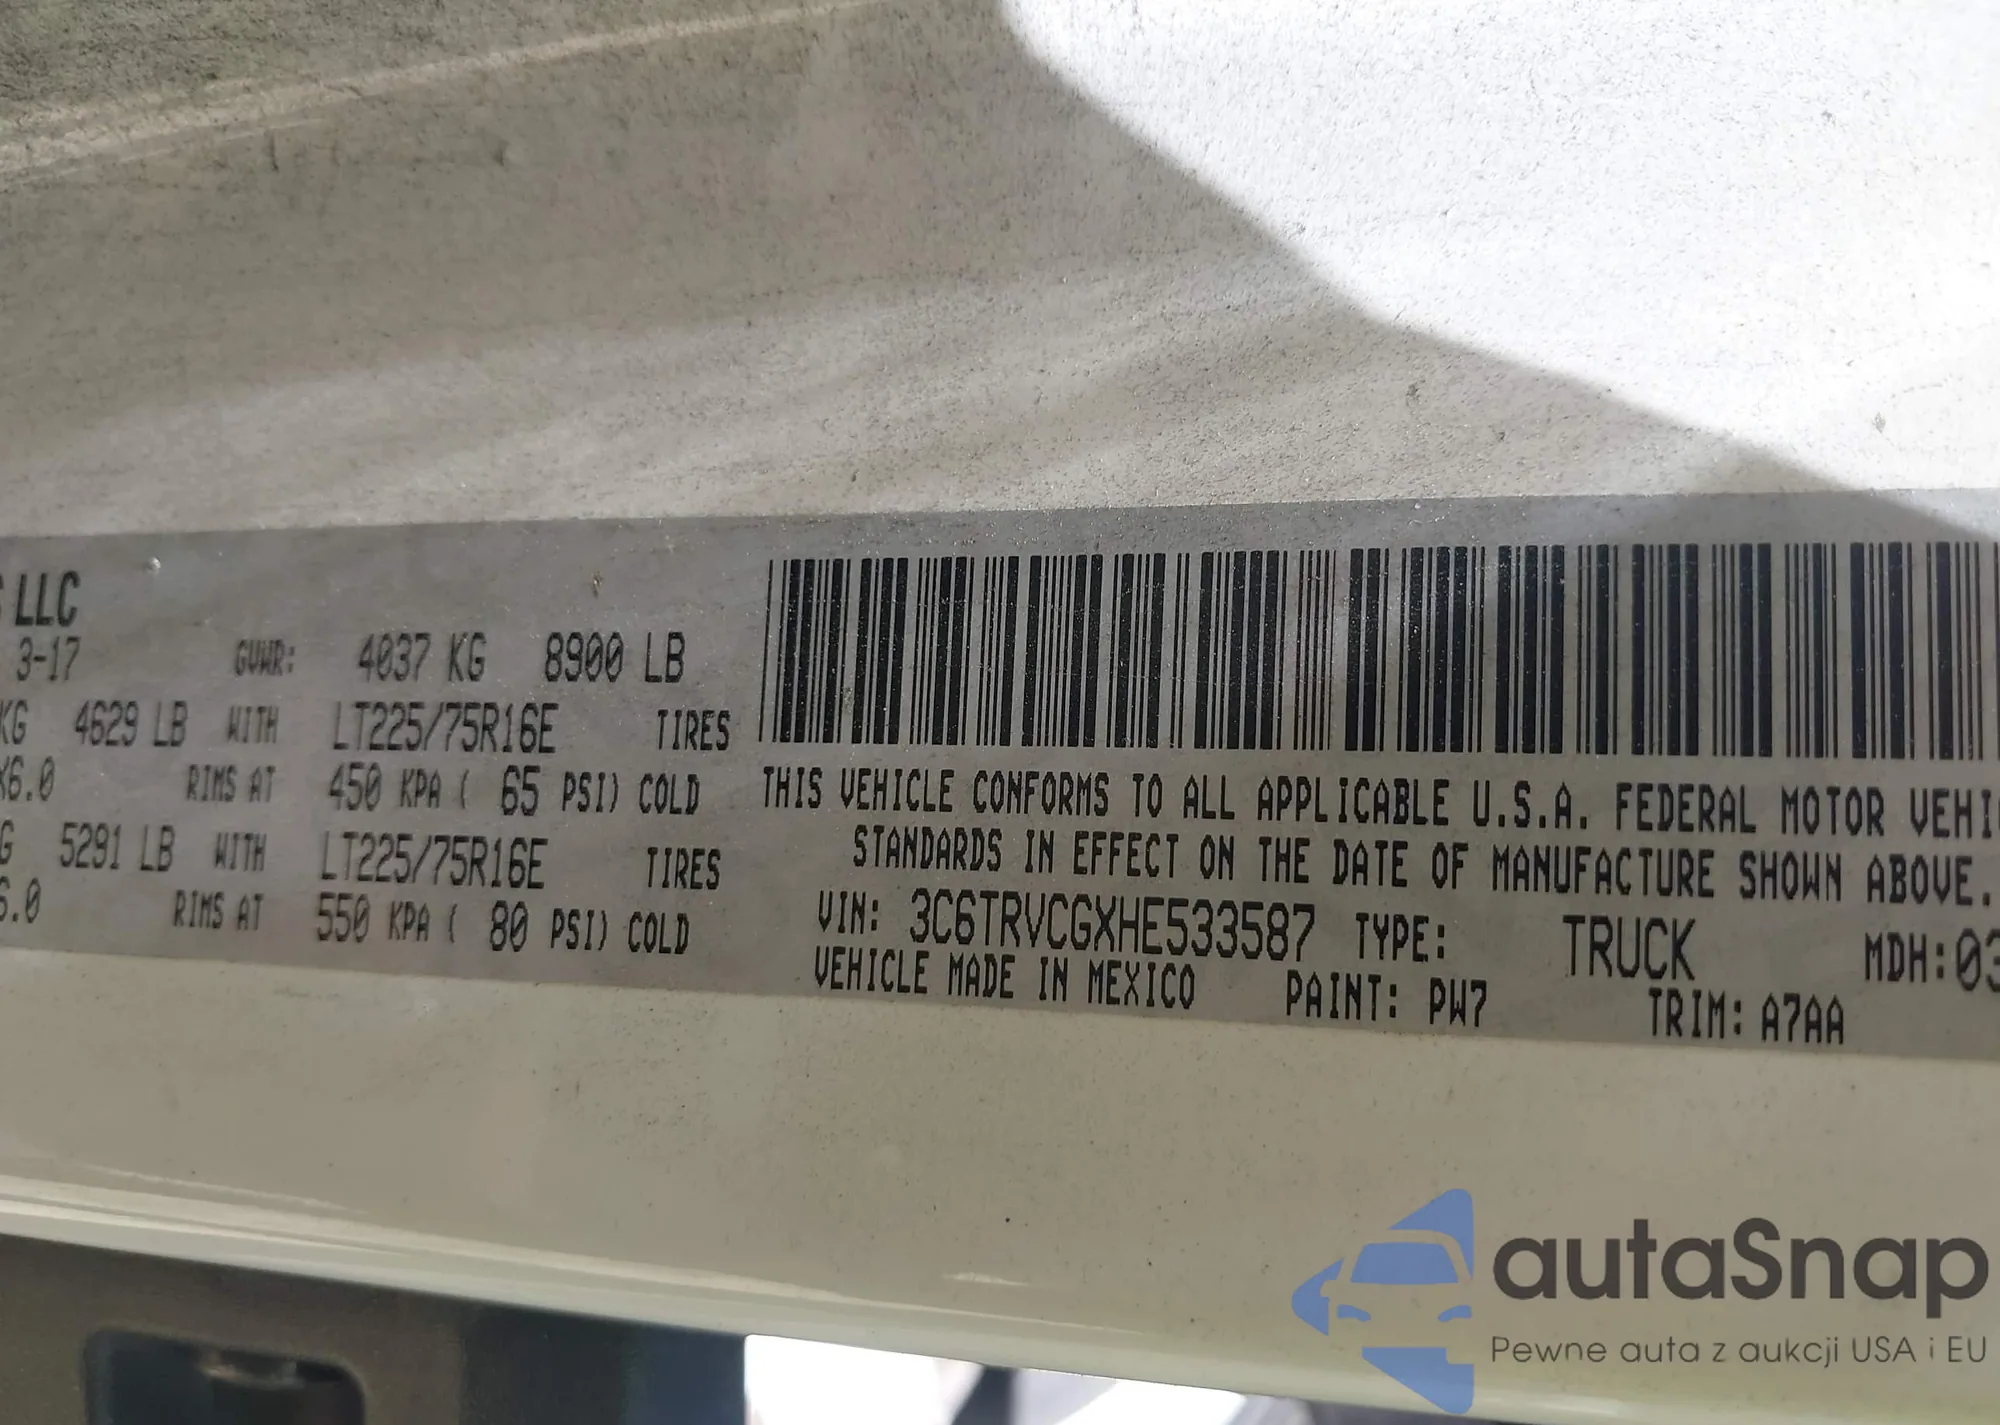 LLC
3-17 GVWR: 4037 KG 8900 LB
KG 4629 LB WITH LT225/75R16E TIRES
X6.0 RIMS AT 450 KPA ( 65 PSI) COLD
G 5291 LB WITH LT225/75R16E TIRES
6.0 RIMS AT 550 KPA ( 80 PSI) COLD
THIS VEHICLE CONFORMS TO ALL APPLICABLE U.S.A. FEDERAL MOTOR VEHI
STANDARDS IN EFFECT ON THE DATE OF MANUFACTURE SHOWN ABOVE.
VIN: 3C6TRVCGXHE533587 TYPE: TRUCK MDH:03
VEHICLE MADE IN MEXICO PAINT: PW7 TRIM: A7AA
autaSnap
Pewne auta z aukcji USA i EU